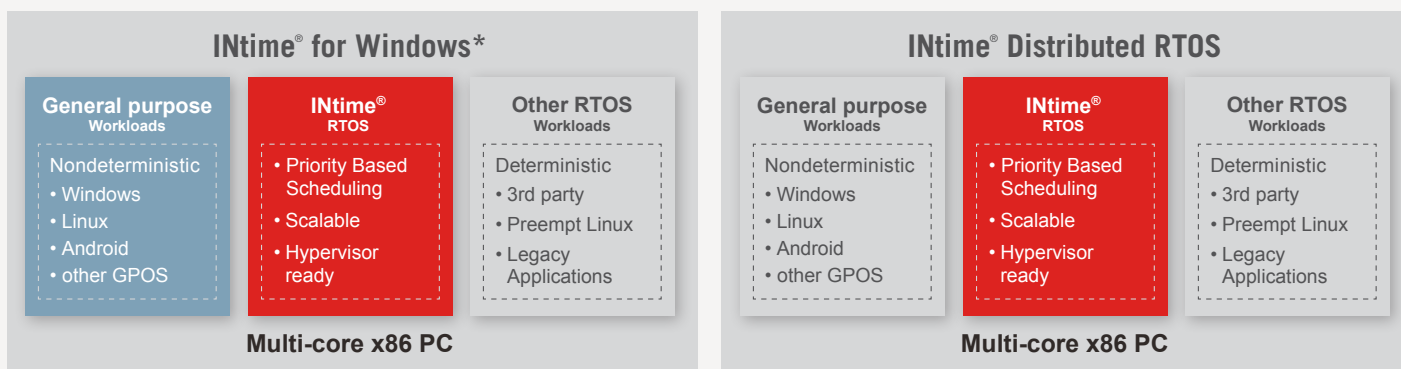 INtime® for Windows*
General purpose
Workloads
Nondeterministic
• Windows
• Linux
• Android
• other GPOS
INtime®
RTOS
• Priority Based
Scheduling
• Scalable
• Hypervisor
ready
Other RTOS
Workloads
Deterministic
• 3rd party
• Preempt Linux
• Legacy
Applications
Multi-core x86 PC
INtime® Distributed RTOS
General purpose
Workloads
Nondeterministic
• Windows
• Linux
• Android
• other GPOS
INtime®
RTOS
• Priority Based
Scheduling
• Scalable
• Hypervisor
ready
Other RTOS
Workloads
Deterministic
• 3rd party
• Preempt Linux
• Legacy
Applications
Multi-core x86 PC